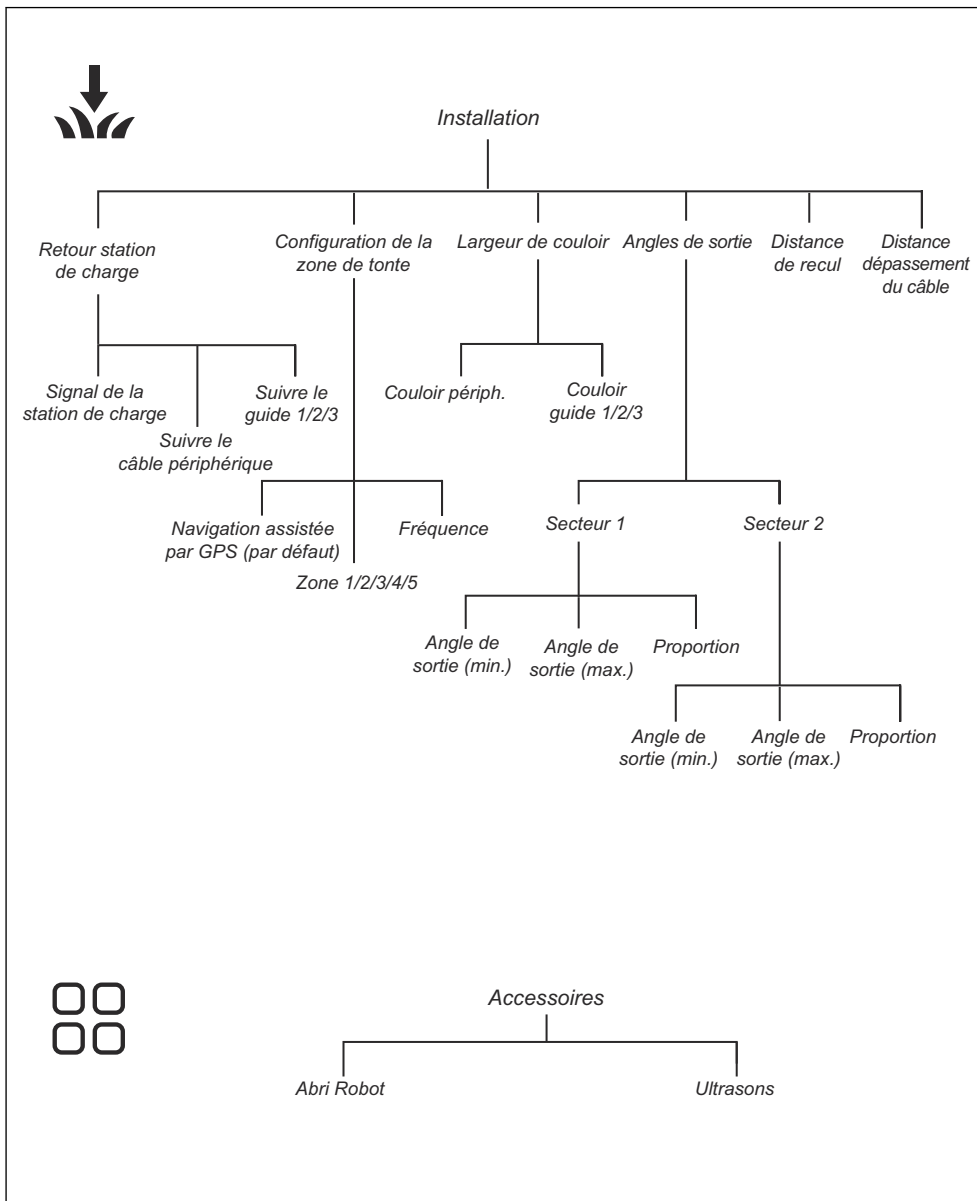 Installation
Retour station
de charge
Configuration de la
zone de tonte
Largeur de couloir
Angles de sortie
Distance
de recul
Distance
dépassement
du câble
Signal de la
station de charge
Suivre le
câble périphérique
Suivre le
guide 1/2/3
Couloir périph.
Couloir
guide 1/2/3
Navigation assistée
par GPS (par défaut)
Zone 1/2/3/4/5
Fréquence
Secteur 1
Secteur 2
Angle de
sortie (min.)
Angle de
sortie (max.)
Proportion
Angle de
sortie (min.)
Angle de
sortie (max.)
Proportion
Accessoires
Abri Robot
Ultrasons